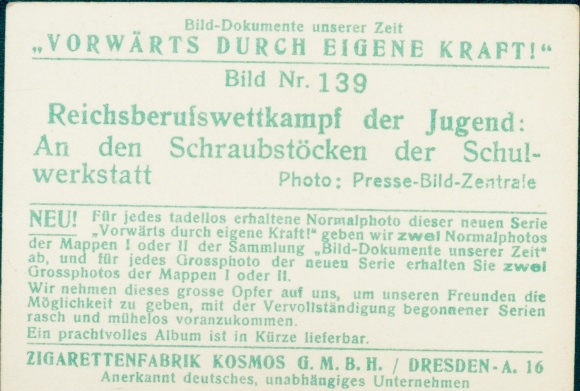 Bild-Dokumente unserer Zeit
„VORWÄRTS DURCH EIGENE KRAFT!“
Bild Nr. 139
Reichsberufswettkampf der Jugend:
An den Schraubstöcken der Schul-
werkstatt Photo: Presse-Bild-Zentrale
NEU! Für jedes tadellos erhaltene Normalphoto dieser neuen Serie
„Vorwärts durch eigene Kraft!“ geben wir zwei Normalphotos
der Mappen I oder II der Sammlung „Bild-Dokumente unserer Zeit“
ab, und für jedes Grossphoto der neuen Serie erhalten Sie zwei
Grossphotos der Mappen I oder II.
Wir nehmen dieses grosse Opfer auf uns, um unseren Freunden die
Möglichkeit zu geben, mit der Vervollständigung begonnener Serien
rasch und mühelos voranzukommen.
Ein prachtvolles Album ist in Kürze lieferbar.
ZIGARETTENFABRIK KOSMOS G.M.B.H. / DRESDEN-A. 16
Anerkannt deutsches, unabhängiges Unternehmen